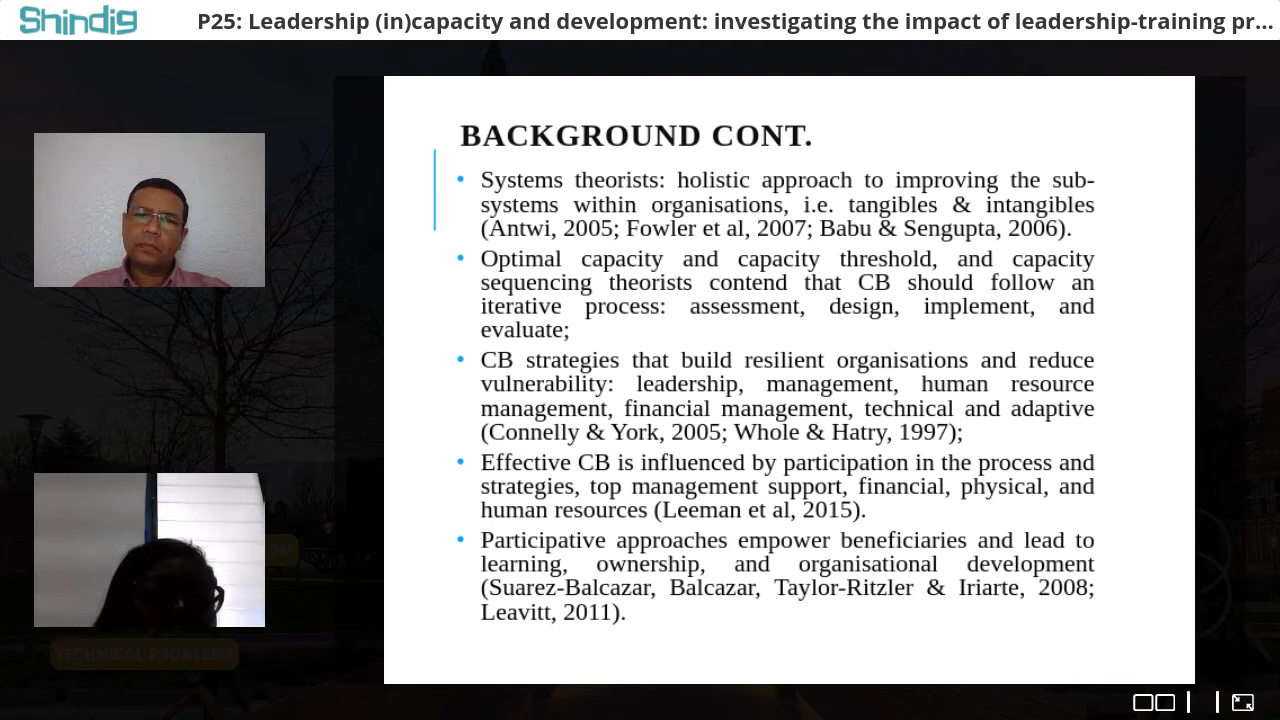 Shindig
P25: Leadership (in)capacity and development: investigating the impact of leadership-training pr...
BACKGROUND CONT.
• Systems theorists: holistic approach to improving the sub-
systems within organisations, i.e. tangibles & intangibles
(Antwi, 2005; Fowler et al, 2007; Babu & Sengupta, 2006).
• Optimal capacity and capacity threshold, and capacity
sequencing theorists contend that CB should follow an
iterative process: assessment, design, implement, and
evaluate;
• CB strategies that build resilient organisations and reduce
vulnerability: leadership, management, human resource
management, financial management, technical and adaptive
(Connelly & York, 2005; Whole & Hatry, 1997);
• Effective CB is influenced by participation in the process and
strategies, top management support, financial, physical, and
human resources (Leeman et al, 2015).
• Participative approaches empower beneficiaries and lead to
learning, ownership, and organisational development
(Suarez-Balcazar, Balcazar, Taylor-Ritzler & Iriarte, 2008;
Leavitt, 2011).
TECHNICAL PROBLEMS